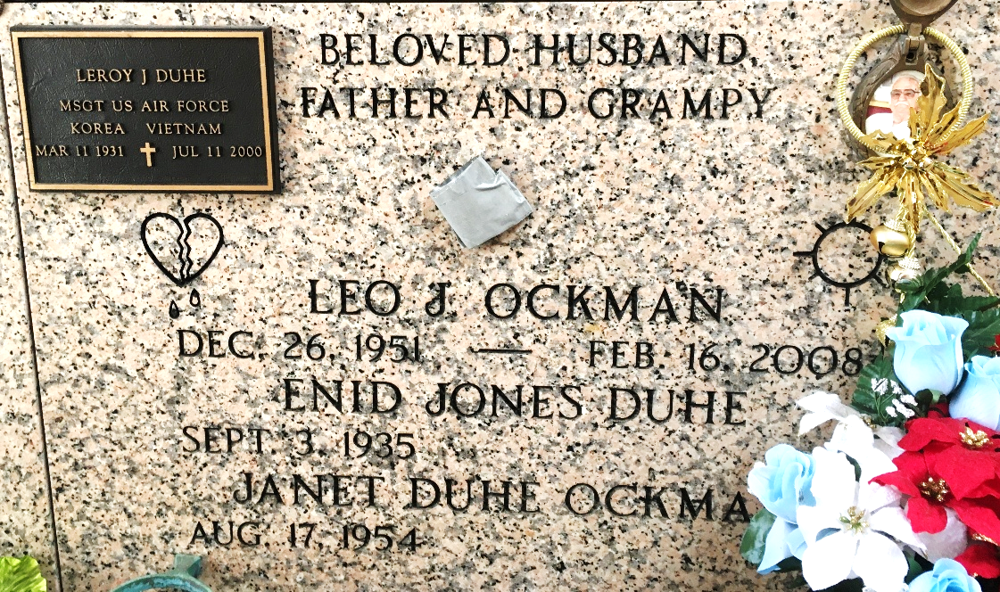 LEROY J DUHE
MSGT US AIR FORCE
KOREA VIETNAM
MAR 11 1931 JUL 11 2000
BELOVED HUSBAND,
FATHER AND GRAMPY
LEO J. OCKMAN
DEC. 26, 1951 — FEB. 16, 2008
ENID JONES DUHE
SEPT. 3, 1935
JANET DUHE OCKMA
AUG. 17, 1954